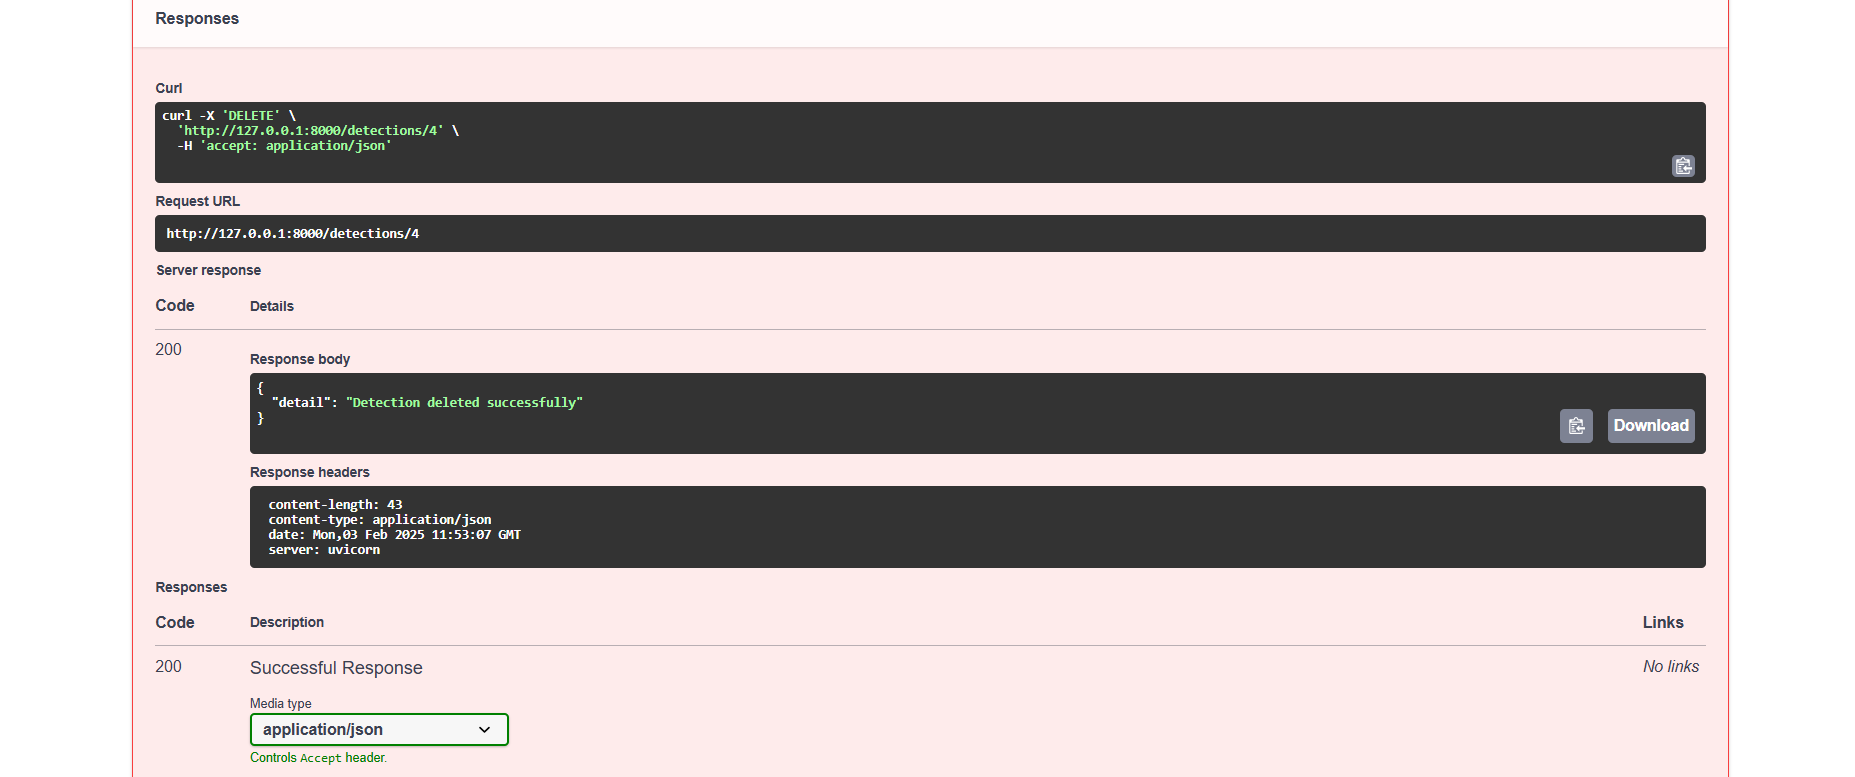 Responses
Curl
curl -X 'DELETE' \
  'http://127.0.0.1:8000/detections/4' \
  -H 'accept: application/json'
Request URL
http://127.0.0.1:8000/detections/4
Server response
Code Details
200
Response body
{
  "detail": "Detection deleted successfully"
}
Download
Response headers
content-length: 43
content-type: application/json
date: Mon,03 Feb 2025 11:53:07 GMT
server: uvicorn
Responses
Code Description Links
200 Successful Response No links
Media type
application/json
Controls Accept header.